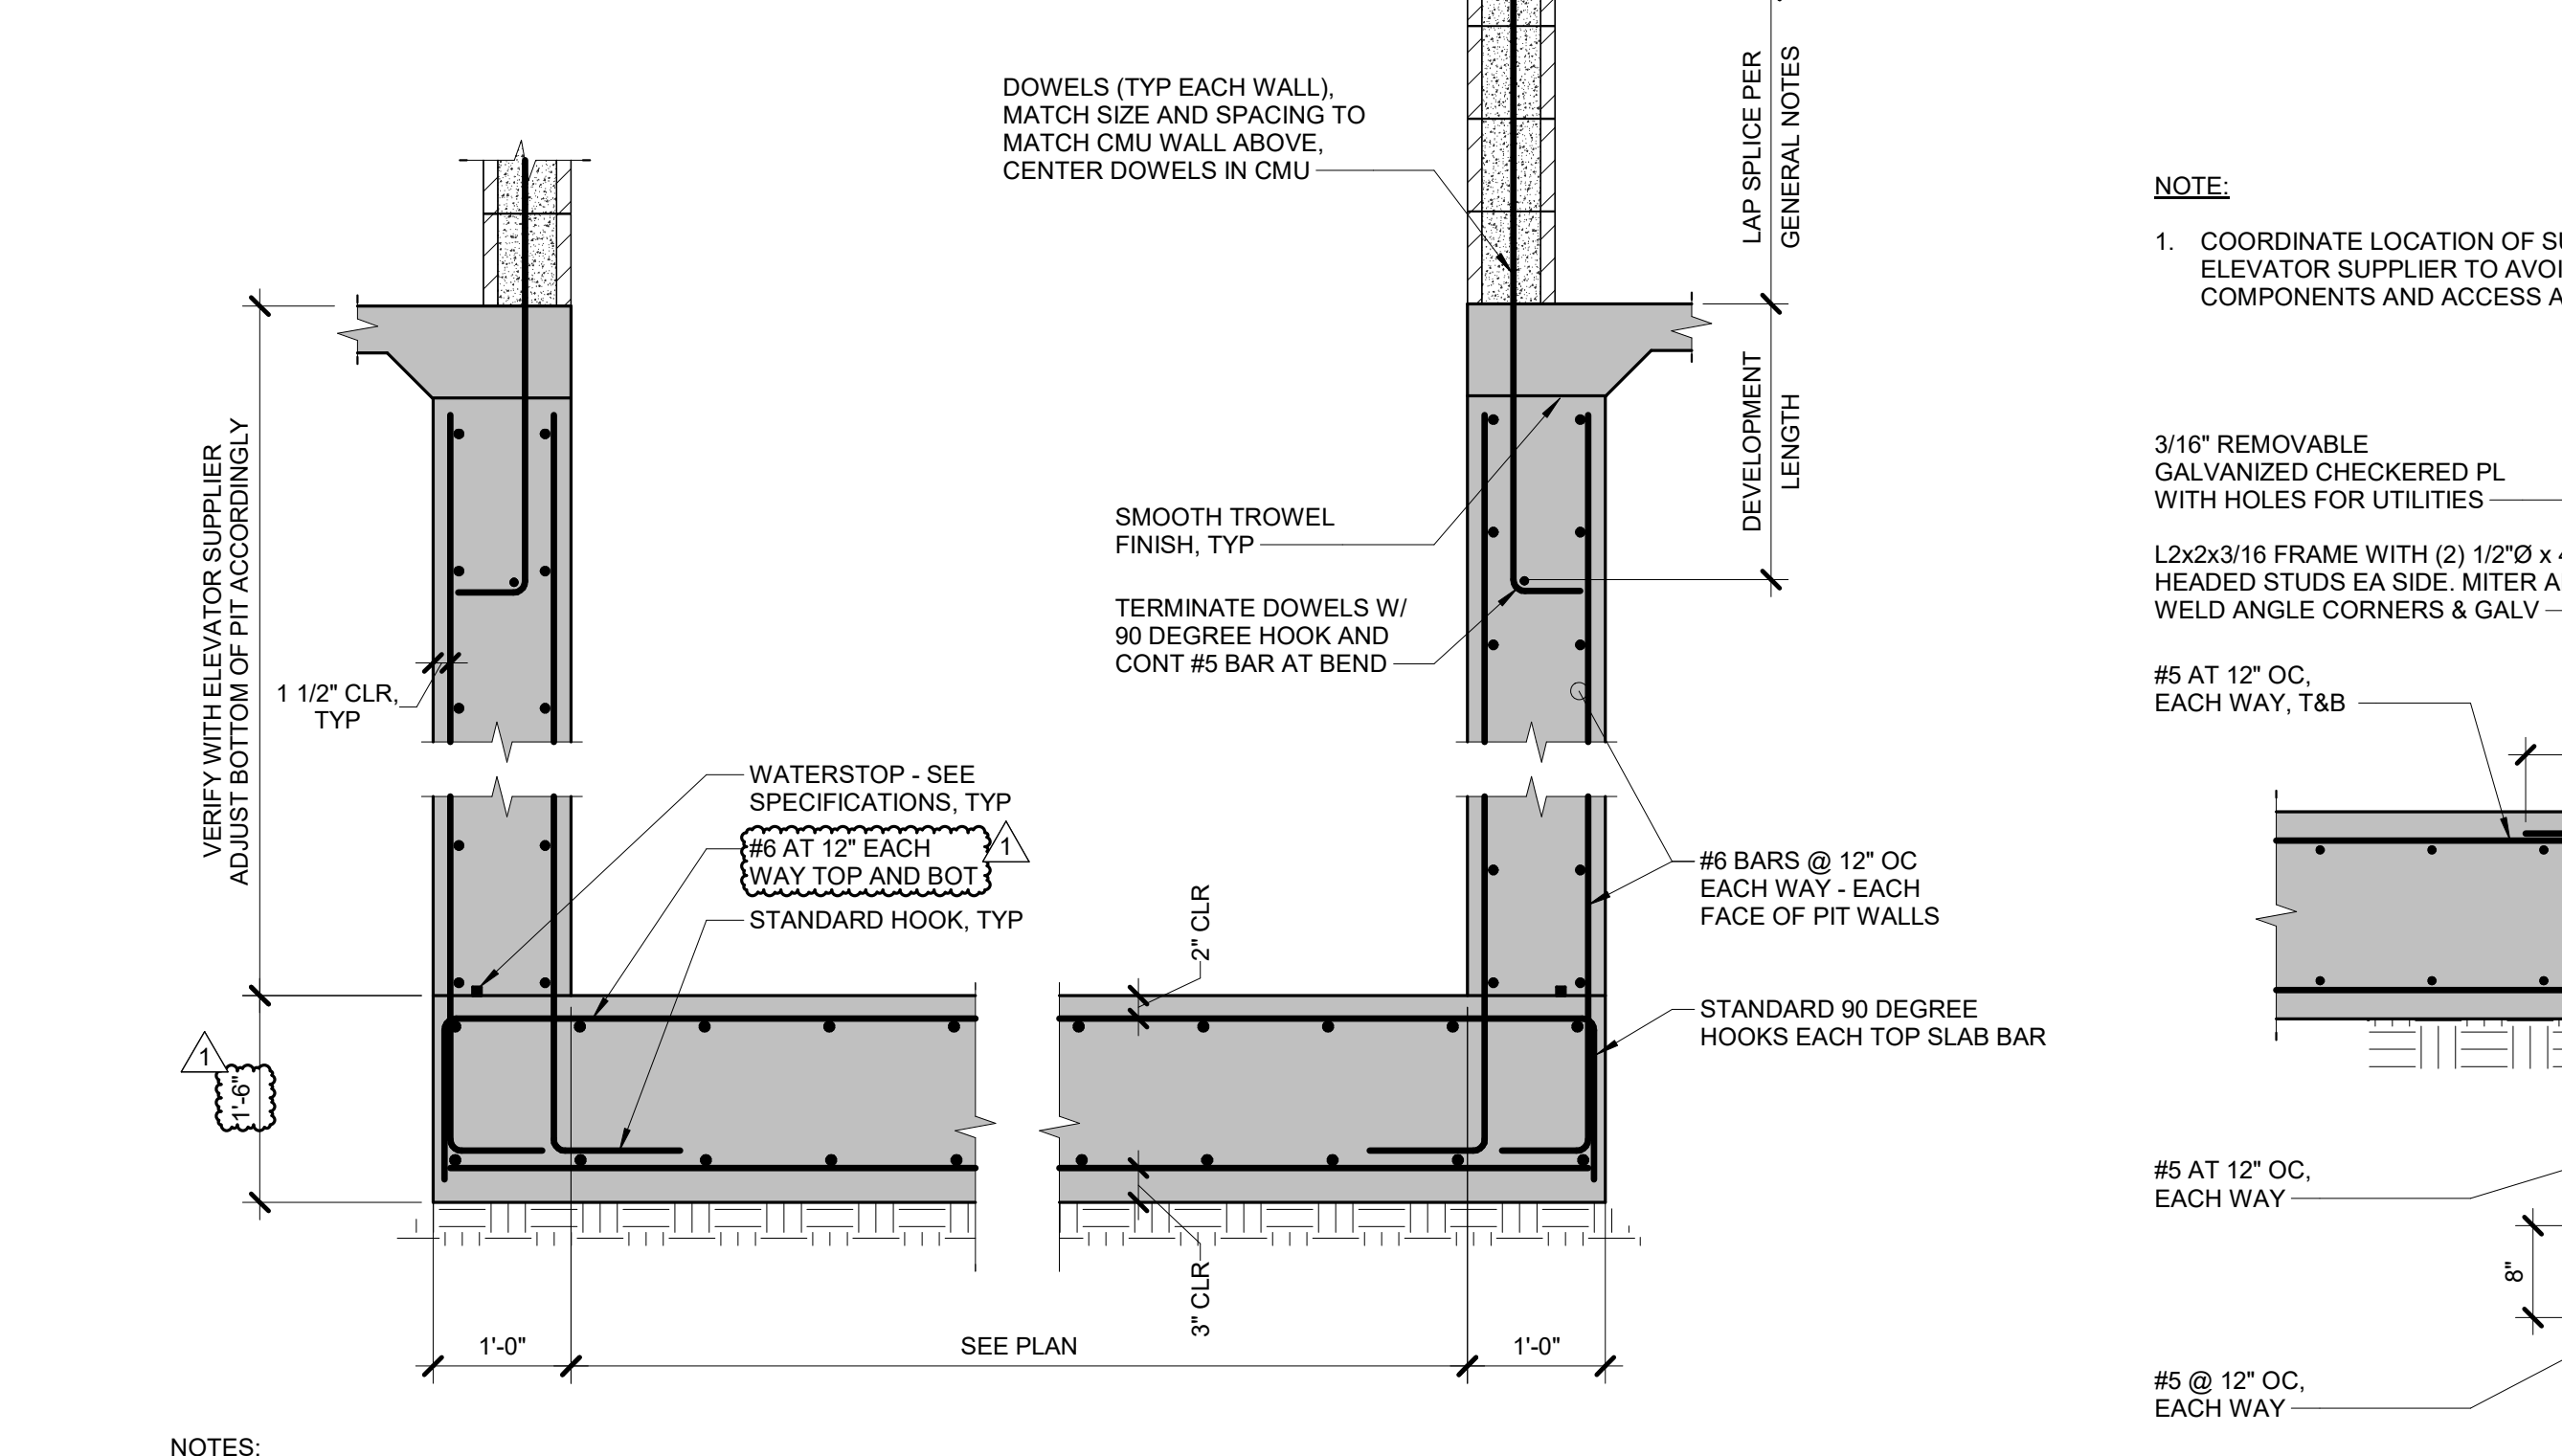 DOWELS (TYP EACH WALL),
MATCH SIZE AND SPACING TO
MATCH CMU WALL ABOVE,
CENTER DOWELS IN CMU
LAP SPLICE PER
GENERAL NOTES
VERIFY WITH ELEVATOR SUPPLIER
ADJUST BOTTOM OF PIT ACCORDINGLY
DEVELOPMENT
LENGTH
SMOOTH TROWEL
FINISH, TYP
TERMINATE DOWELS W/
90 DEGREE HOOK AND
CONT #5 BAR AT BEND
1 1/2" CLR,
TYP
WATERSTOP - SEE
SPECIFICATIONS, TYP
#6 AT 12" EACH
WAY TOP AND BOT
1
STANDARD HOOK, TYP
2" CLR
#6 BARS @ 12" OC
EACH WAY - EACH
FACE OF PIT WALLS
STANDARD 90 DEGREE
HOOKS EACH TOP SLAB BAR
1
1'-6"
3" CLR
1'-0"
SEE PLAN
1'-0"
NOTES:
NOTE:
1. COORDINATE LOCATION OF SU
ELEVATOR SUPPLIER TO AVOI
COMPONENTS AND ACCESS A
3/16" REMOVABLE
GALVANIZED CHECKERED PL
WITH HOLES FOR UTILITIES
L2x2x3/16 FRAME WITH (2) 1/2"Ø x 4
HEADED STUDS EA SIDE. MITER A
WELD ANGLE CORNERS & GALV
#5 AT 12" OC,
EACH WAY, T&B
#5 AT 12" OC,
EACH WAY
8"
#5 @ 12" OC,
EACH WAY